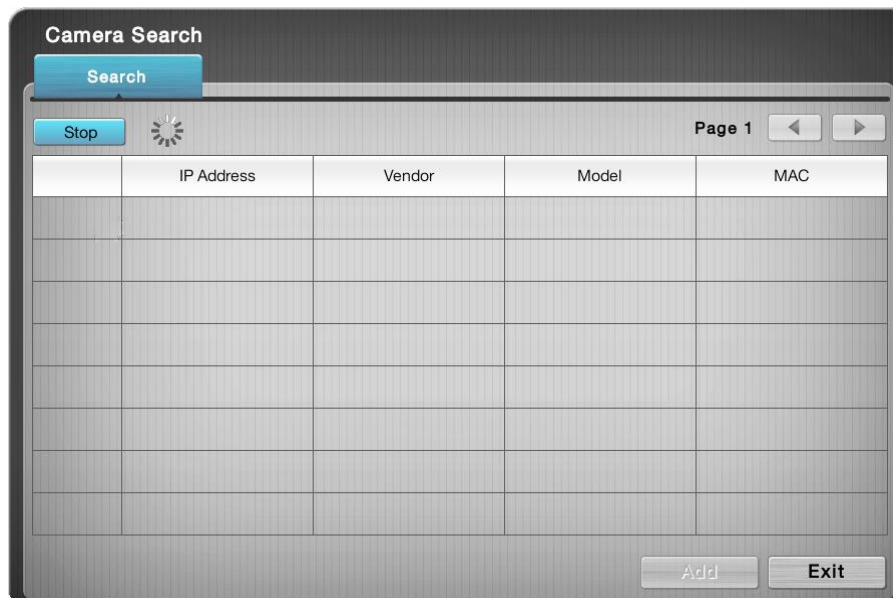 Camera Search
Search
Stop
Page 1
IP Address Vendor Model MAC
Add Exit